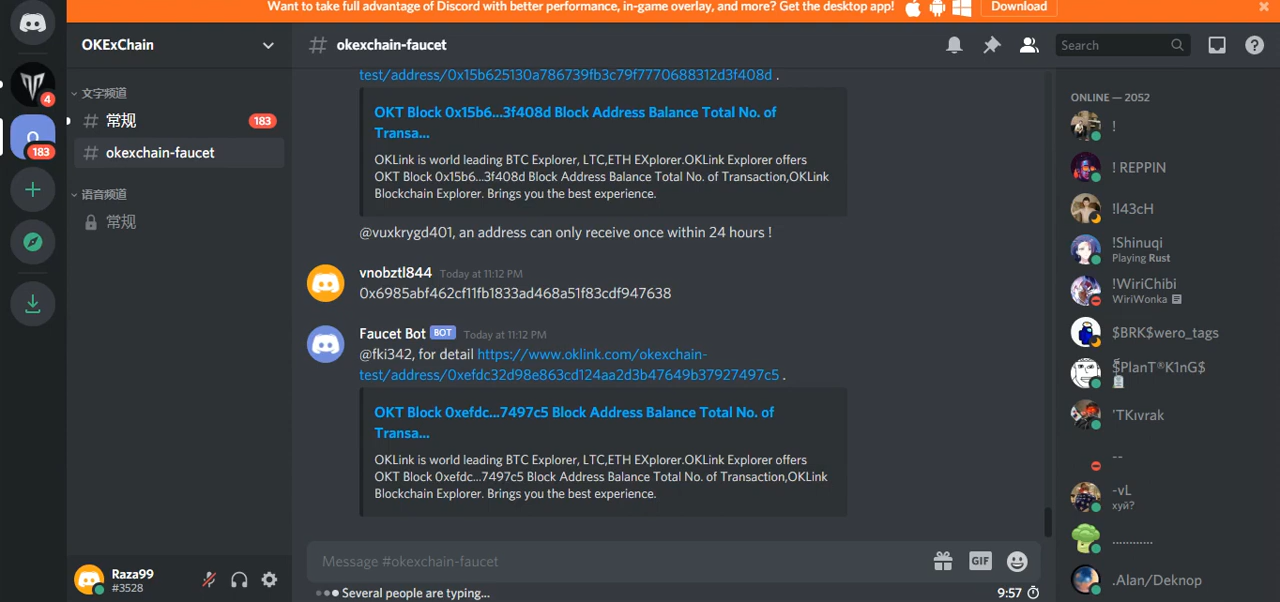 Want to take full advantage of Discord with better performance, in-game overlay, and more? Get the desktop app!
Download
OKExChain
okexchain-faucet
Search
文字频道
常规
183
okexchain-faucet
语音频道
常规
4
183
test/address/0x15b625130a786739fb3c79f7770688312d3f408d .
OKT Block 0x15b6...3f408d Block Address Balance Total No. of
Transa...
OKLink is world leading BTC Explorer, LTC,ETH EXplorer.OKLink Explorer offers
OKT Block 0x15b6...3f408d Block Address Balance Total No. of Transaction,OKLink
Blockchain Explorer. Brings you the best experience.
@vuxkrygd401, an address can only receive once within 24 hours !
vnobztl844 Today at 11:12 PM
0x6985abf462cf11fb1833ad468a51f83cdf947638
Faucet Bot BOT Today at 11:12 PM
@fki342, for detail https://www.oklink.com/okexchain-
test/address/0xefdc32d98e863cd124aa2d3b47649b37927497c5 .
OKT Block 0xefdc...7497c5 Block Address Balance Total No. of
Transa...
OKLink is world leading BTC Explorer, LTC,ETH EXplorer.OKLink Explorer offers
OKT Block 0xefdc...7497c5 Block Address Balance Total No. of Transaction,OKLink
Blockchain Explorer. Brings you the best experience.
Message #okexchain-faucet
GIF
Several people are typing...
9:57
Raza99
#3528
ONLINE — 2052
!
! REPPIN
!I43cH
!Shinuqi
Playing Rust
!WiriChibi
WiriWonka
$BRK$wero_tags
$PlanT®K1nG$
'TKıvrak
--
-vL
хуй?
............
.Alan/Deknop